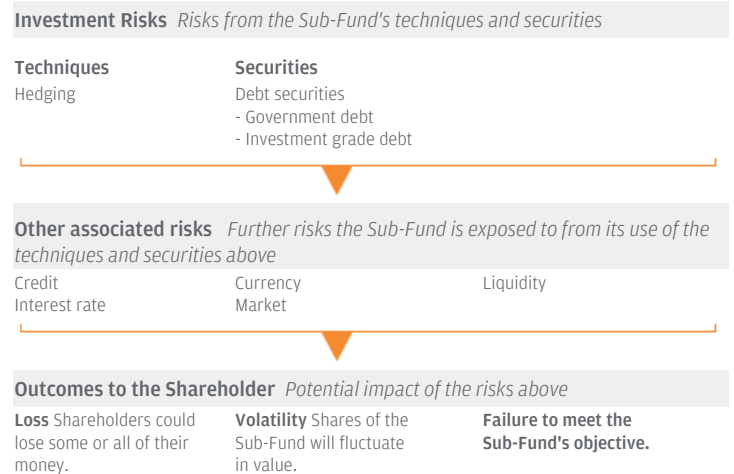 Investment Risks Risks from the Sub-Fund's techniques and securities
Techniques
Hedging
Securities
Debt securities
- Government debt
- Investment grade debt
Other associated risks Further risks the Sub-Fund is exposed to from its use of the
techniques and securities above
Credit
Interest rate
Currency
Market
Liquidity
Outcomes to the Shareholder Potential impact of the risks above
Loss Shareholders could
lose some or all of their
money.
Volatility Shares of the
Sub-Fund will fluctuate
in value.
Failure to meet the
Sub-Fund's objective.